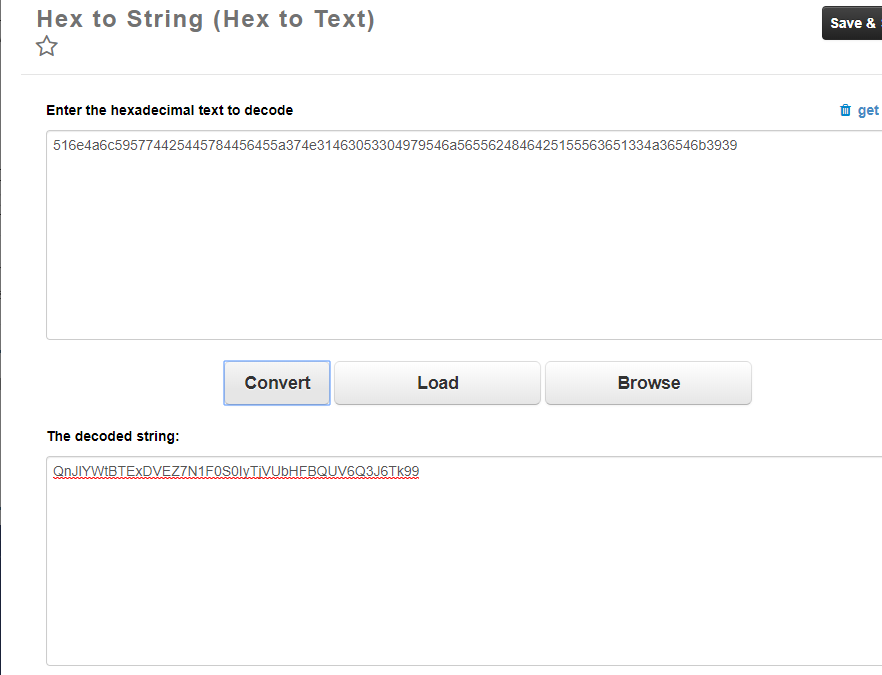 Hex to String (Hex to Text)
Save &
Enter the hexadecimal text to decode
get
516e4a6c595774425445784456455a374e31463053304979546a5655624846425155563651334a36546b3939
Convert
Load
Browse
The decoded string:
QnJlYWtBTExDVEZ7N1F0S0IyTjVUbHFBQUV6Q3J6Tk99